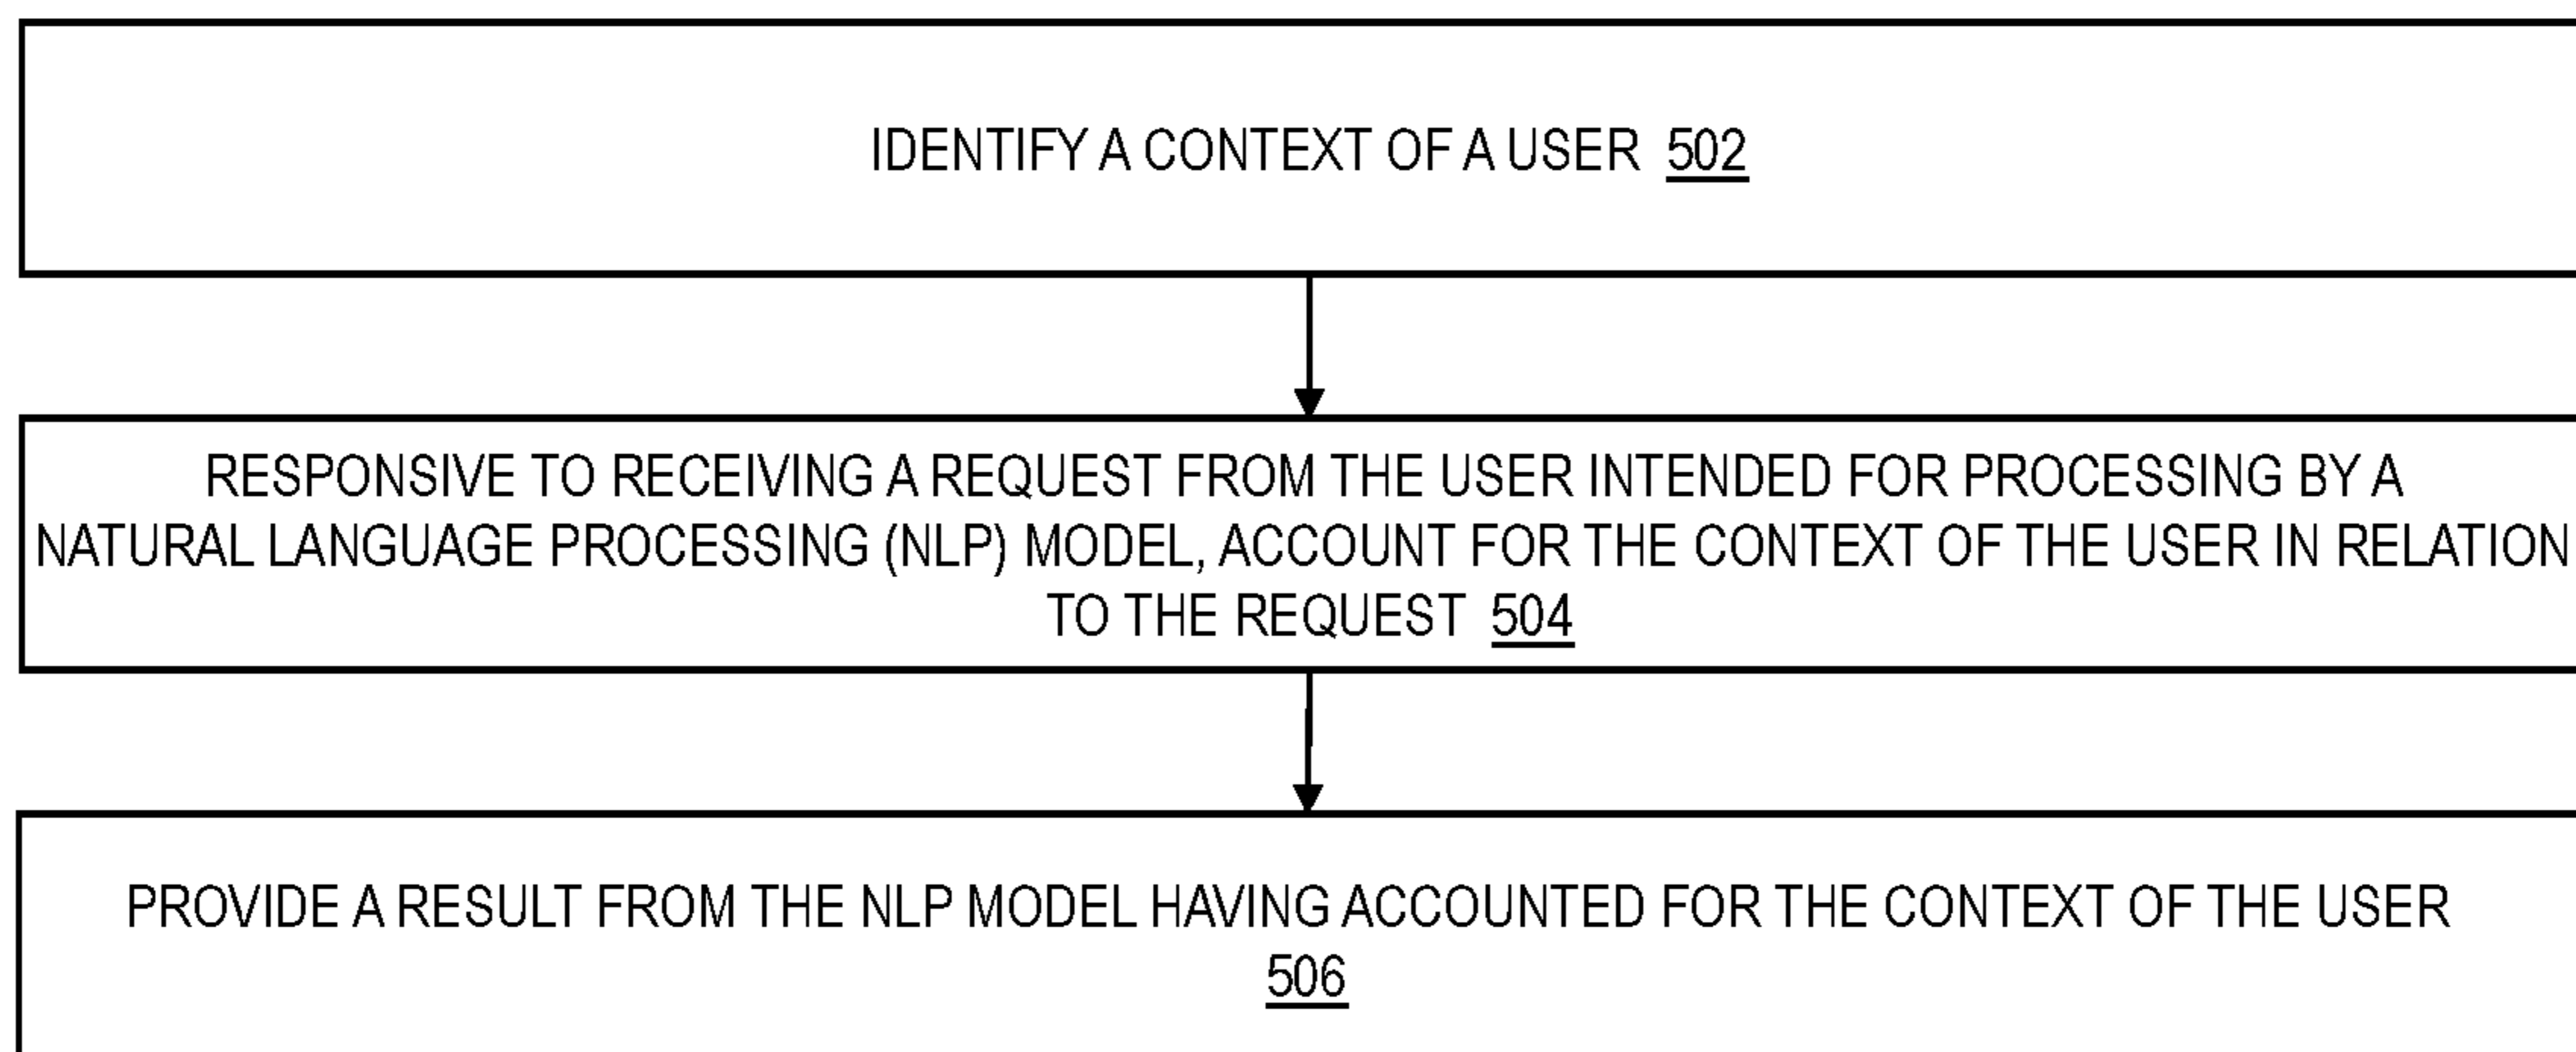 IDENTIFY A CONTEXT OF A USER 502
RESPONSIVE TO RECEIVING A REQUEST FROM THE USER INTENDED FOR PROCESSING BY A
NATURAL LANGUAGE PROCESSING (NLP) MODEL, ACCOUNT FOR THE CONTEXT OF THE USER IN RELATION
TO THE REQUEST 504
PROVIDE A RESULT FROM THE NLP MODEL HAVING ACCOUNTED FOR THE CONTEXT OF THE USER
506